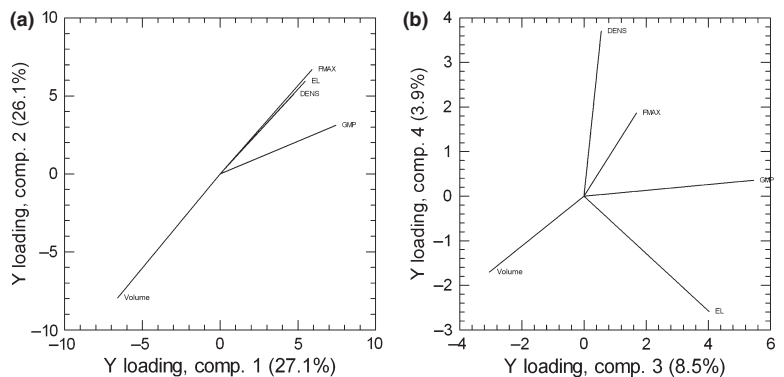 (a)
10
5
0
−5
−10
−10
−5
0
5
10
Y loading, comp. 2 (26.1%)
Y loading, comp. 1 (27.1%)
FMAX
EL
DENS
GMP
Volume
(b)
4
3
2
1
0
−1
−2
−3
−4
−2
0
2
4
6
Y loading, comp. 4 (3.9%)
Y loading, comp. 3 (8.5%)
DENS
FMAX
GMP
Volume
EL